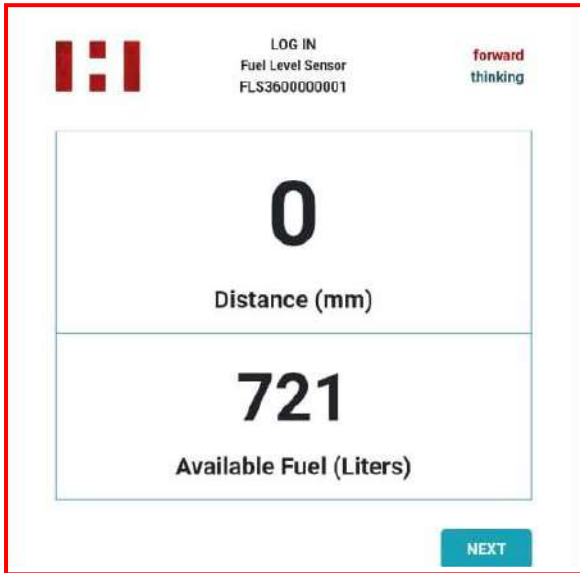 LOG IN
Fuel Level Sensor
FLS3600000001
forward
thinking
0
Distance (mm)
721
Available Fuel (Liters)
NEXT